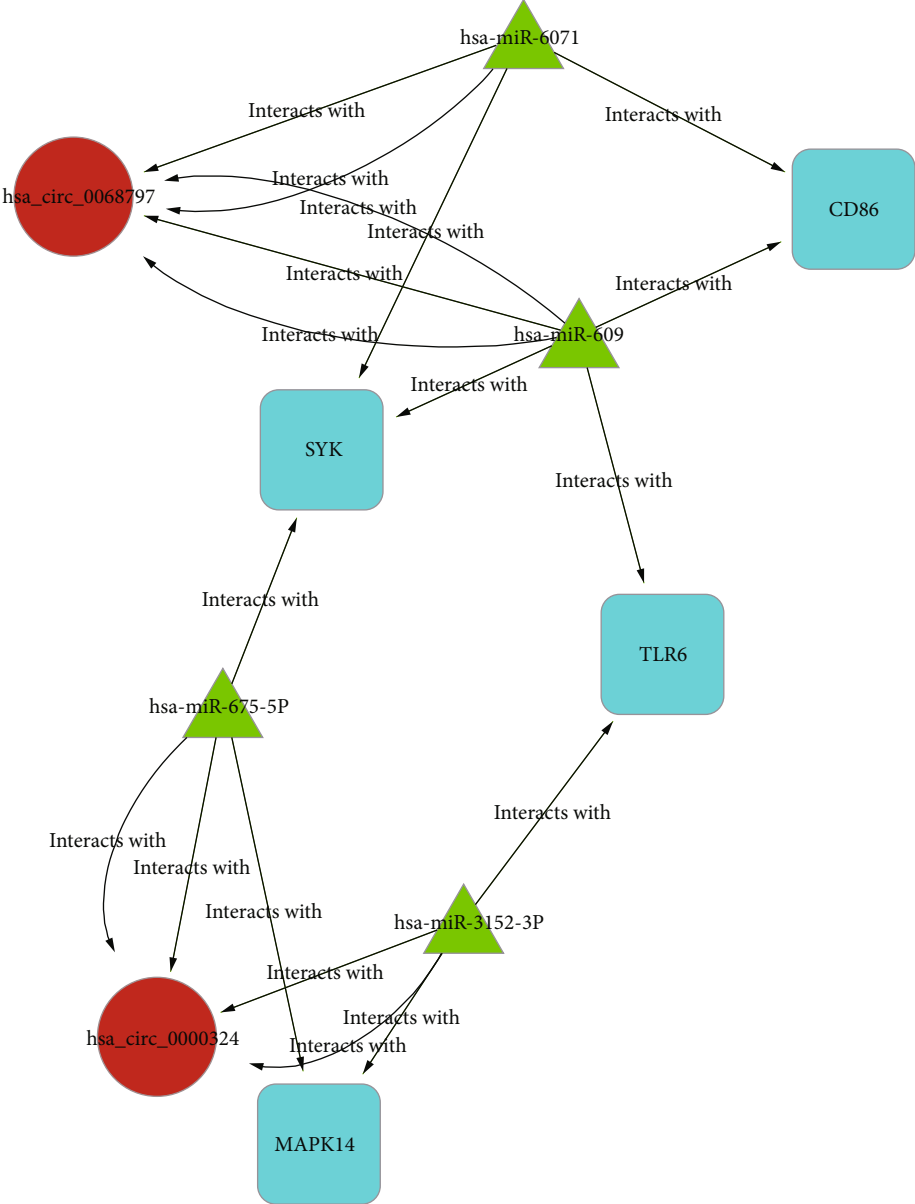 hsa-miR-6071
Interacts with
Interacts with
Interacts with
hsa_circ_0068797
Interacts with
CD86
Interacts with
Interacts with
Interacts with
Interacts with
hsa-miR-609
Interacts with
Interacts with
SYK
Interacts with
Interacts with
TLR6
hsa-miR-675-5P
Interacts with
Interacts with
Interacts with
Interacts with
hsa-miR-3152-3P
Interacts with
Interacts with
hsa_circ_0000324
Interacts with
MAPK14